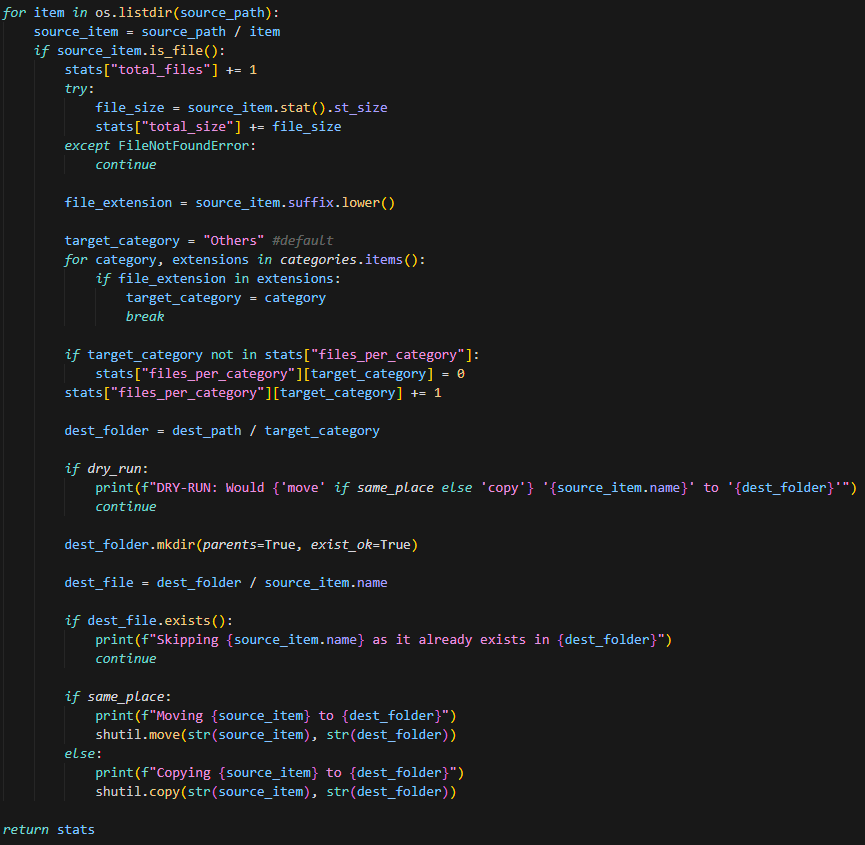 for item in os.listdir(source_path):
    source_item = source_path / item
    if source_item.is_file():
        stats["total_files"] += 1
        try:
            file_size = source_item.stat().st_size
            stats["total_size"] += file_size
        except FileNotFoundError:
            continue

        file_extension = source_item.suffix.lower()

        target_category = "Others" #default
        for category, extensions in categories.items():
            if file_extension in extensions:
                target_category = category
                break

        if target_category not in stats["files_per_category"]:
            stats["files_per_category"][target_category] = 0
        stats["files_per_category"][target_category] += 1

        dest_folder = dest_path / target_category

        if dry_run:
            print(f"DRY-RUN: Would {'move' if same_place else 'copy'} '{source_item.name}' to '{dest_folder}'")
            continue

        dest_folder.mkdir(parents=True, exist_ok=True)

        dest_file = dest_folder / source_item.name

        if dest_file.exists():
            print(f"Skipping {source_item.name} as it already exists in {dest_folder}")
            continue

        if same_place:
            print(f"Moving {source_item} to {dest_folder}")
            shutil.move(str(source_item), str(dest_folder))
        else:
            print(f"Copying {source_item} to {dest_folder}")
            shutil.copy(str(source_item), str(dest_folder))

return stats